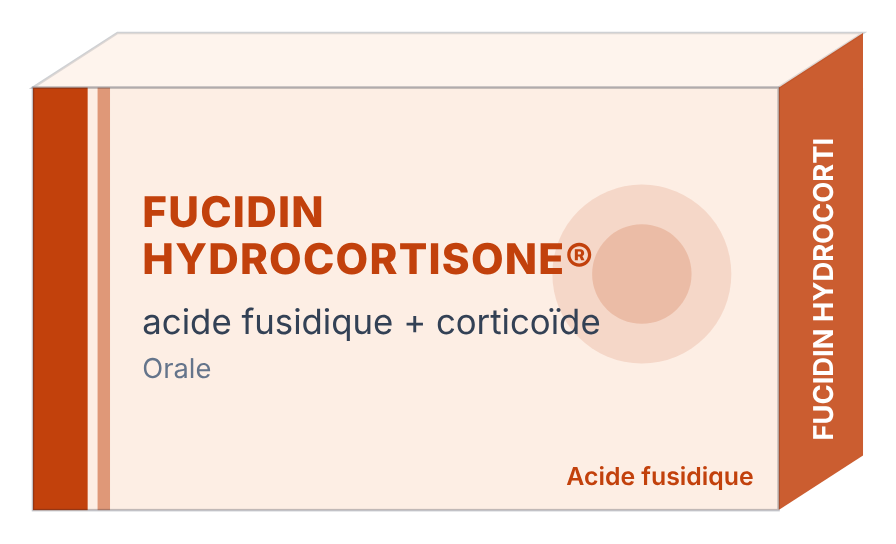 FUCIDIN
HYDROCORTISONE®
acide fusidique + corticoïde
Orale
Acide fusidique
FUCIDIN HYDROCORTI